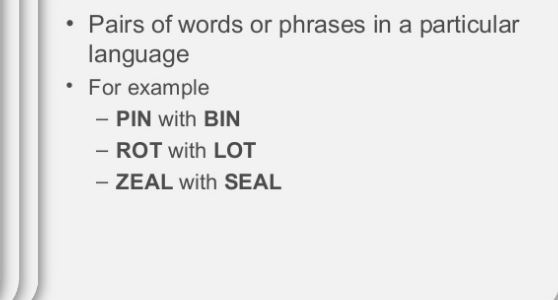 • Pairs of words or phrases in a particular
language
• For example
– PIN with BIN
– ROT with LOT
– ZEAL with SEAL